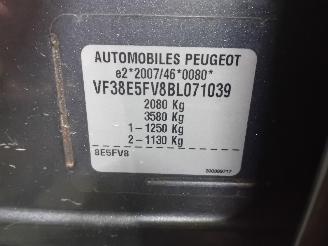 AUTOMOBILES PEUGEOT
e2*2007/46*0080*
VF38E5FV8BL071039
2080 Kg
3580 Kg
1-1250 Kg
2-1130 Kg
8E5FV8